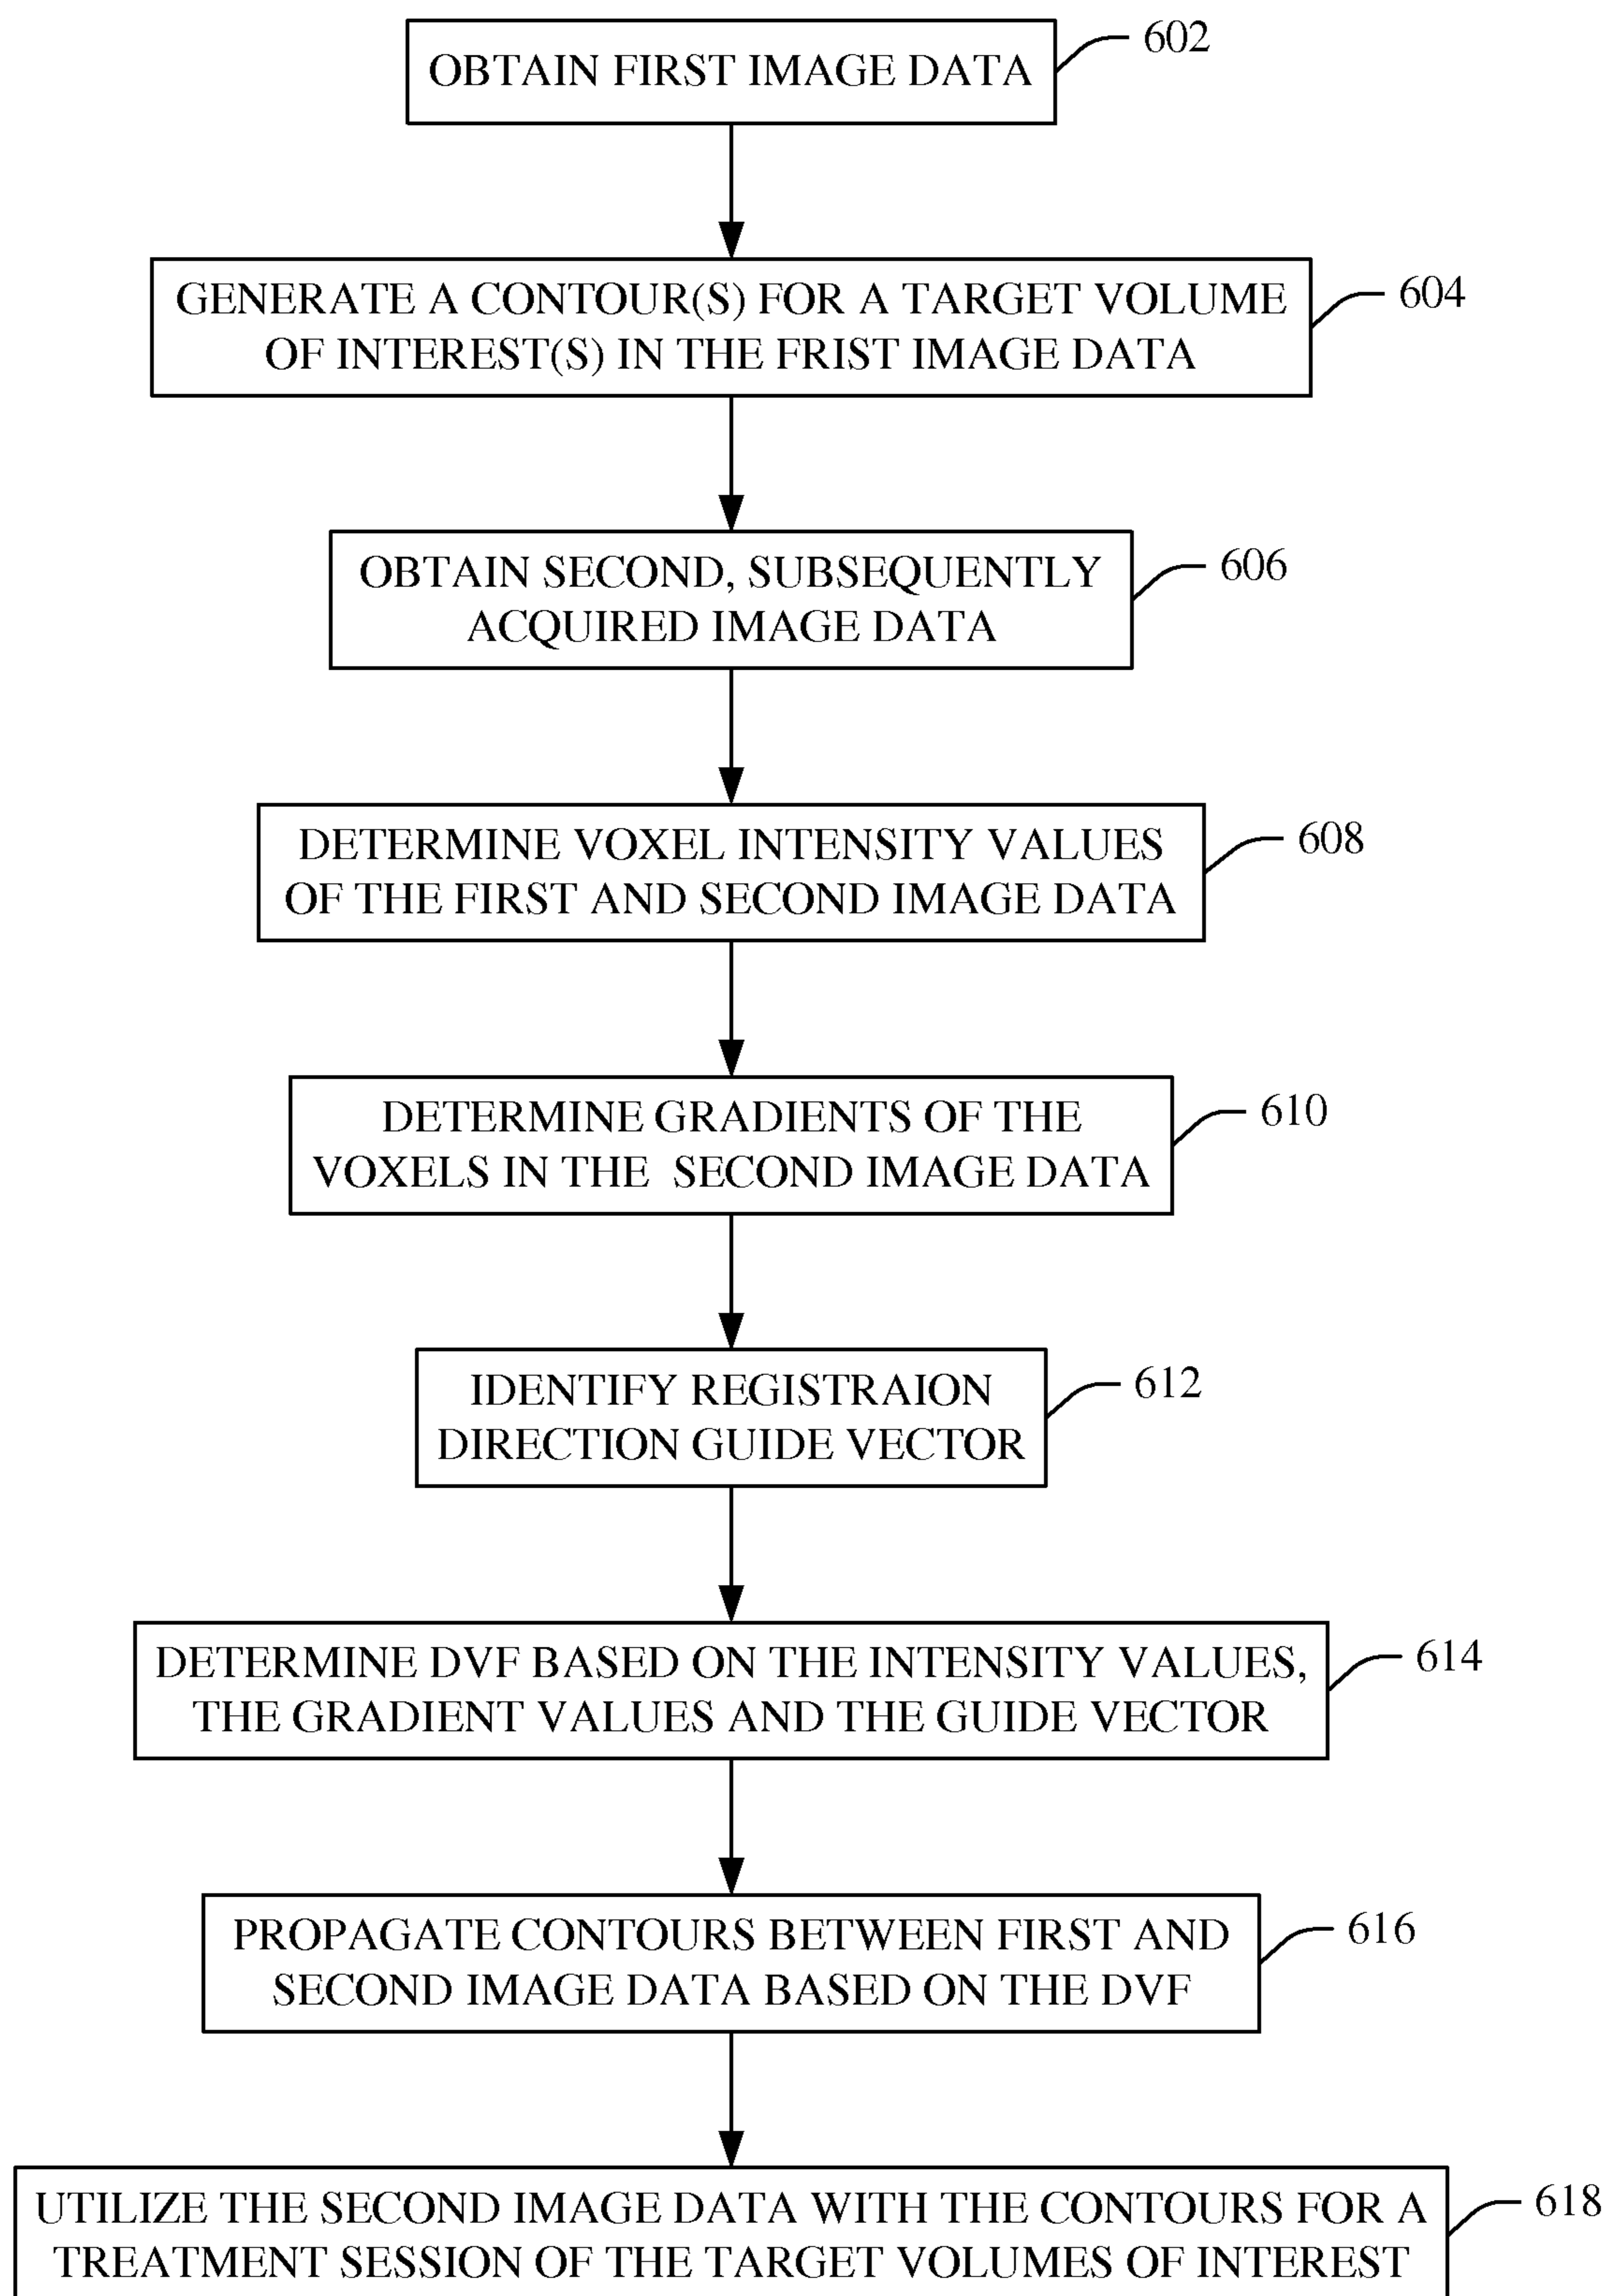 OBTAIN FIRST IMAGE DATA
602
GENERATE A CONTOUR(S) FOR A TARGET VOLUME
OF INTEREST(S) IN THE FRIST IMAGE DATA
604
OBTAIN SECOND, SUBSEQUENTLY
ACQUIRED IMAGE DATA
606
DETERMINE VOXEL INTENSITY VALUES
OF THE FIRST AND SECOND IMAGE DATA
608
DETERMINE GRADIENTS OF THE
VOXELS IN THE SECOND IMAGE DATA
610
IDENTIFY REGISTRAION
DIRECTION GUIDE VECTOR
612
DETERMINE DVF BASED ON THE INTENSITY VALUES,
THE GRADIENT VALUES AND THE GUIDE VECTOR
614
PROPAGATE CONTOURS BETWEEN FIRST AND
SECOND IMAGE DATA BASED ON THE DVF
616
UTILIZE THE SECOND IMAGE DATA WITH THE CONTOURS FOR A
TREATMENT SESSION OF THE TARGET VOLUMES OF INTEREST
618